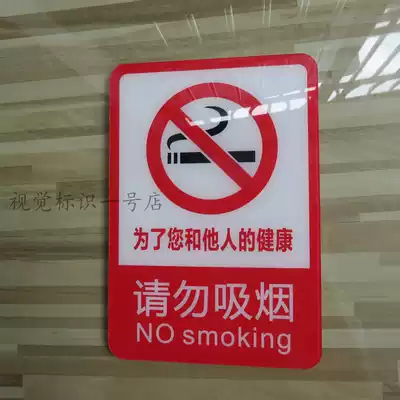 视觉标识一号店
为了您和他人的健康
请勿吸烟
NO smoking